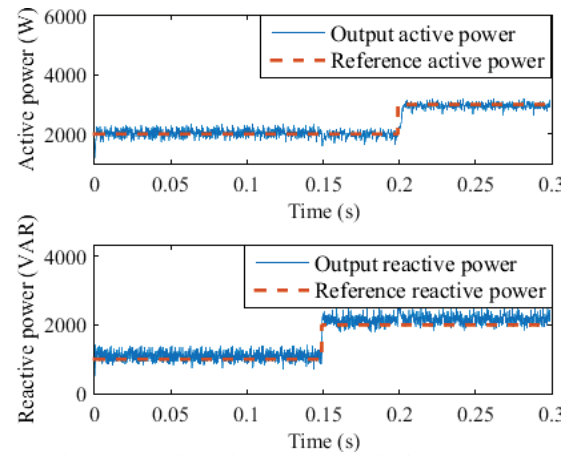 Output active power
Reference active power
6000
4000
2000
Active power (W)
0 0.05 0.1 0.15 0.2 0.25 0.3
Time (s)
Output reactive power
Reference reactive power
4000
2000
0
Reactive power (VAR)
0 0.05 0.1 0.15 0.2 0.25 0.3
Time (s)